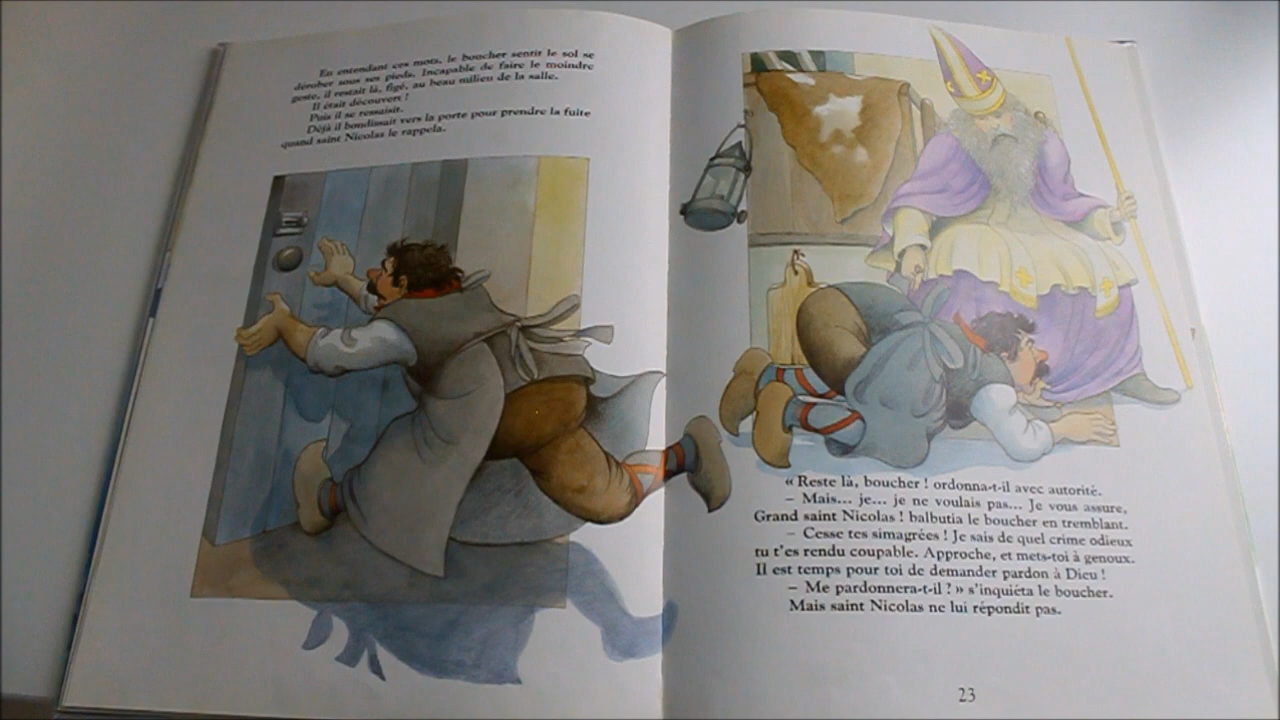 En entendant ces mots, le boucher sentit le sol se
dérober sous ses pieds. Incapable de faire le moindre
geste, il restait là, figé, au beau milieu de la salle.
Il était découvert !
Puis il se ressaisit.
Déjà il bondissait vers la porte pour prendre la fuite
quand saint Nicolas le rappela.
« Reste là, boucher ! ordonna-t-il avec autorité.
– Mais... je... je ne voulais pas... Je vous assure,
Grand saint Nicolas ! balbutia le boucher en tremblant.
– Cesse tes simagrées ! Je sais de quel crime odieux
tu t'es rendu coupable. Approche, et mets-toi à genoux.
Il est temps pour toi de demander pardon à Dieu !
– Me pardonnera-t-il ? » s'inquiéta le boucher.
Mais saint Nicolas ne lui répondit pas.
23